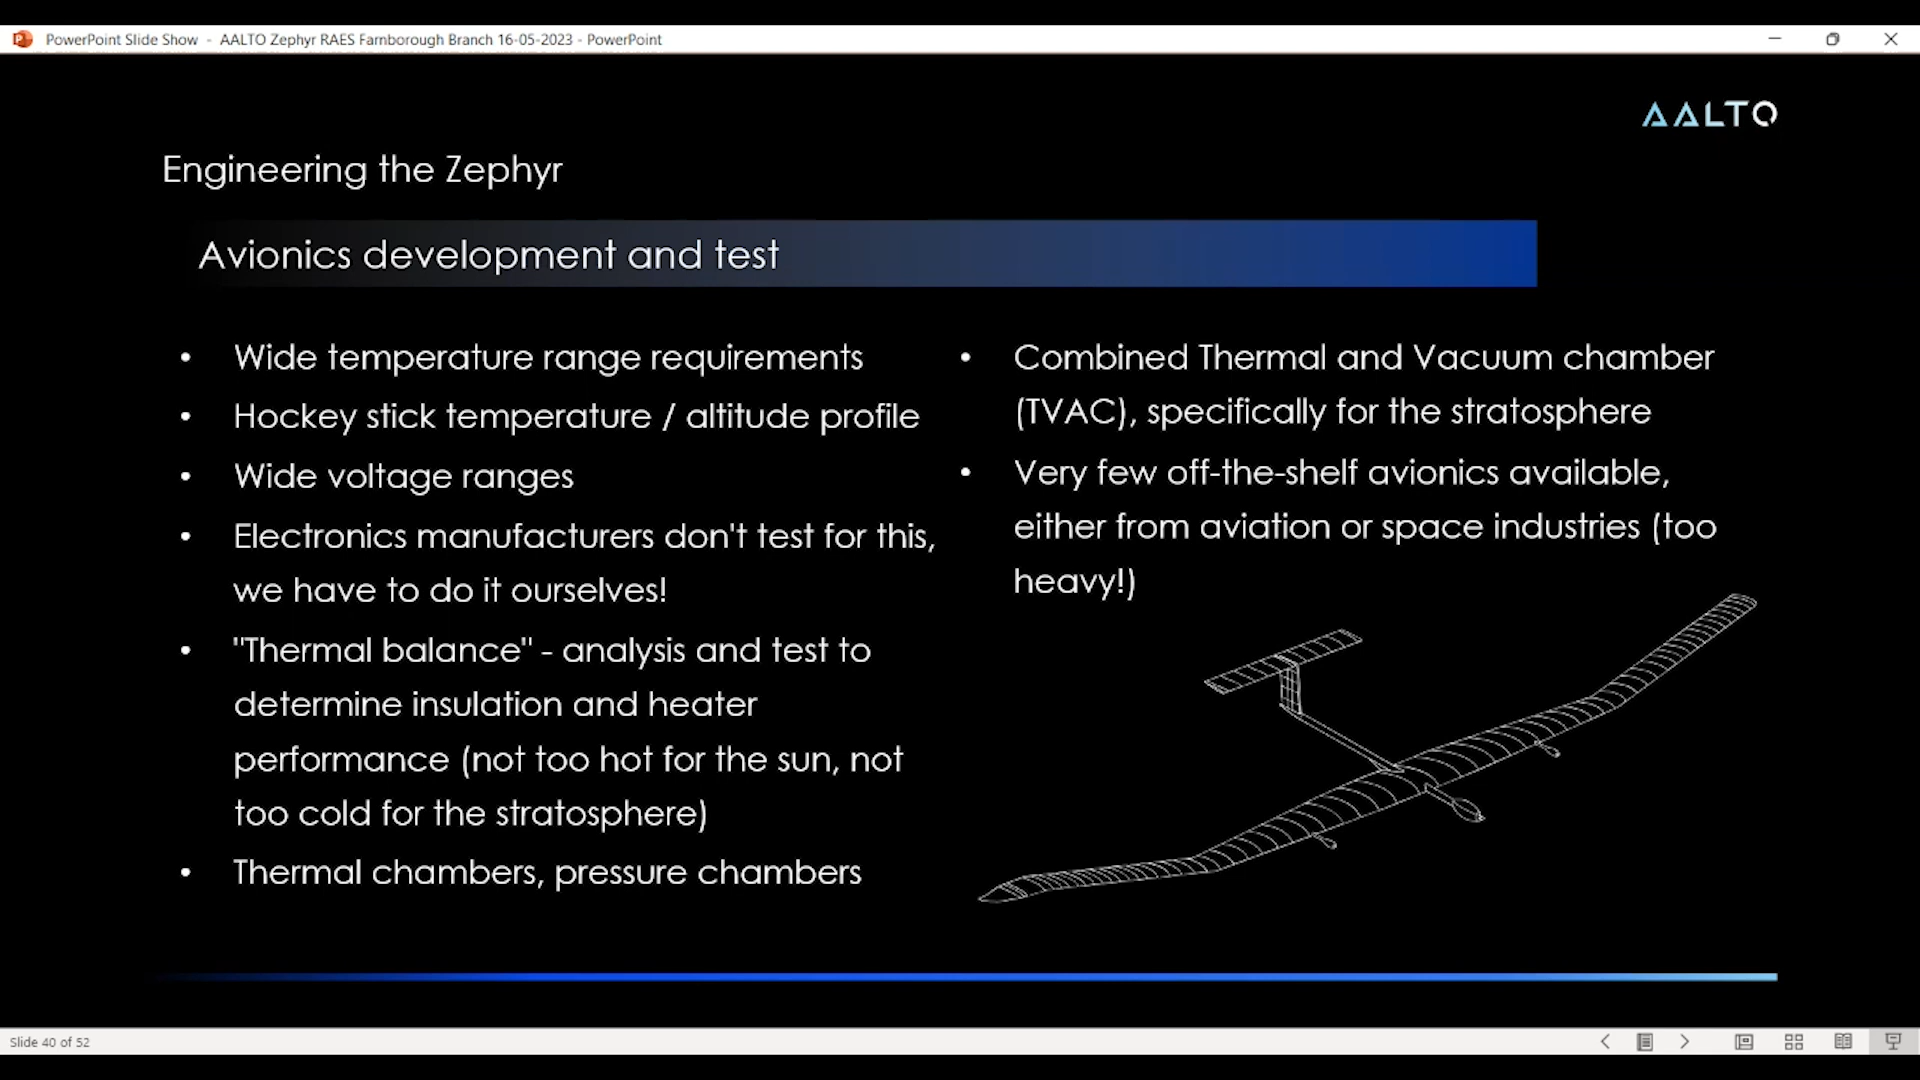 PowerPoint Slide Show - AALTO Zephyr RAES Farnborough Branch 16-05-2023 - PowerPoint
AALTO
Engineering the Zephyr
Avionics development and test
• Wide temperature range requirements
• Hockey stick temperature / altitude profile
• Wide voltage ranges
• Electronics manufacturers don't test for this,
we have to do it ourselves!
• "Thermal balance" - analysis and test to
determine insulation and heater
performance (not too hot for the sun, not
too cold for the stratosphere)
• Thermal chambers, pressure chambers
• Combined Thermal and Vacuum chamber
(TVAC), specifically for the stratosphere
• Very few off-the-shelf avionics available,
either from aviation or space industries (too
heavy!)
Slide 40 of 52